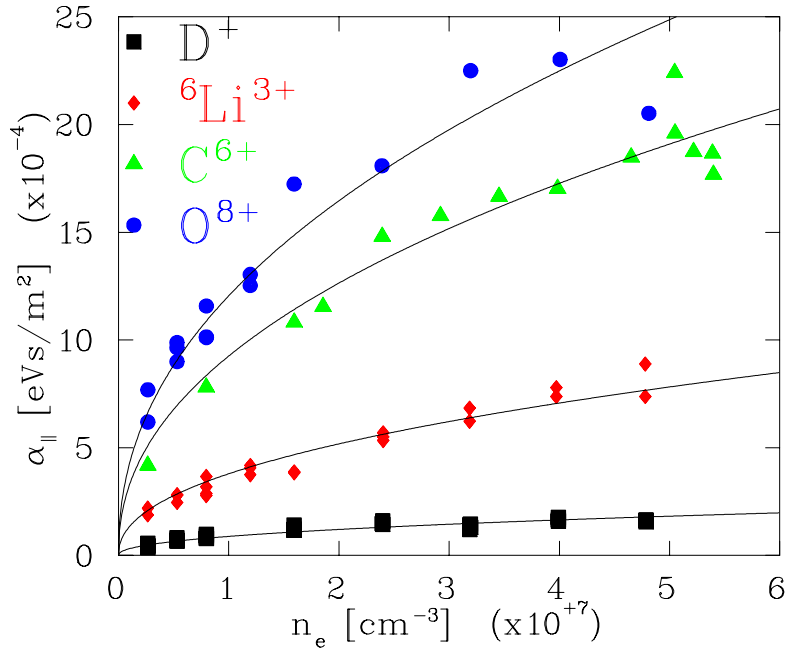 25
20
15
10
5
0
α∥ [eVs/m²] (x10⁻⁴)
D⁺
⁶Li³⁺
C⁶⁺
O⁸⁺
0 1 2 3 4 5 6
nₑ [cm⁻³] (x10⁺⁷)